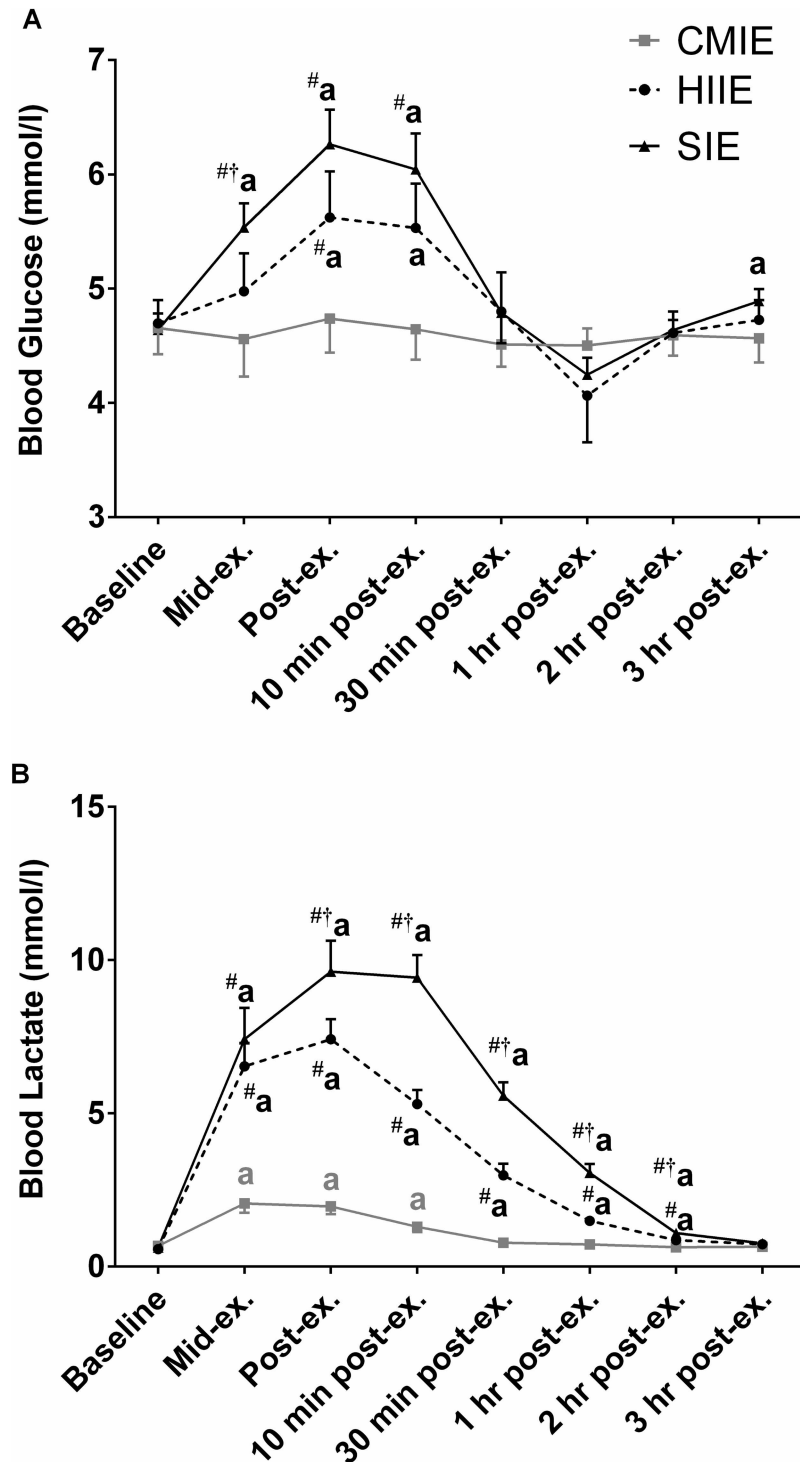 A
CMIE
HIIE
SIE
Blood Glucose (mmol/l)
7
6
5
4
3
#†a
#a
#a
#a
a
a
Baseline
Mid-ex.
Post-ex.
10 min post-ex.
30 min post-ex.
1 hr post-ex.
2 hr post-ex.
3 hr post-ex.
B
Blood Lactate (mmol/l)
15
10
5
0
#†a
#†a
#a
#a
#a
#a
#†a
#†a
#†a
a
a
a
#a
#a
#a
Baseline
Mid-ex.
Post-ex.
10 min post-ex.
30 min post-ex.
1 hr post-ex.
2 hr post-ex.
3 hr post-ex.